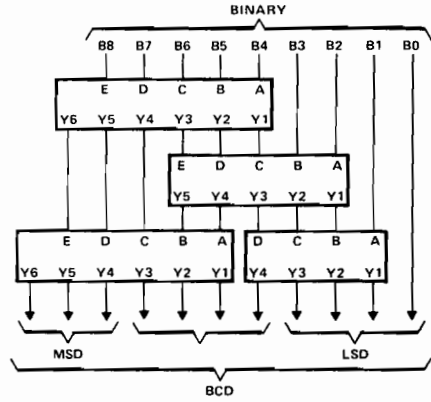 BINARY
B8 B7 B6 B5 B4 B3 B2 B1 B0
E D C B A
Y6 Y5 Y4 Y3 Y2 Y1
E D C B A
Y5 Y4 Y3 Y2 Y1
E D C B A D C B A
Y6 Y5 Y4 Y3 Y2 Y1 Y4 Y3 Y2 Y1
MSD LSD
BCD